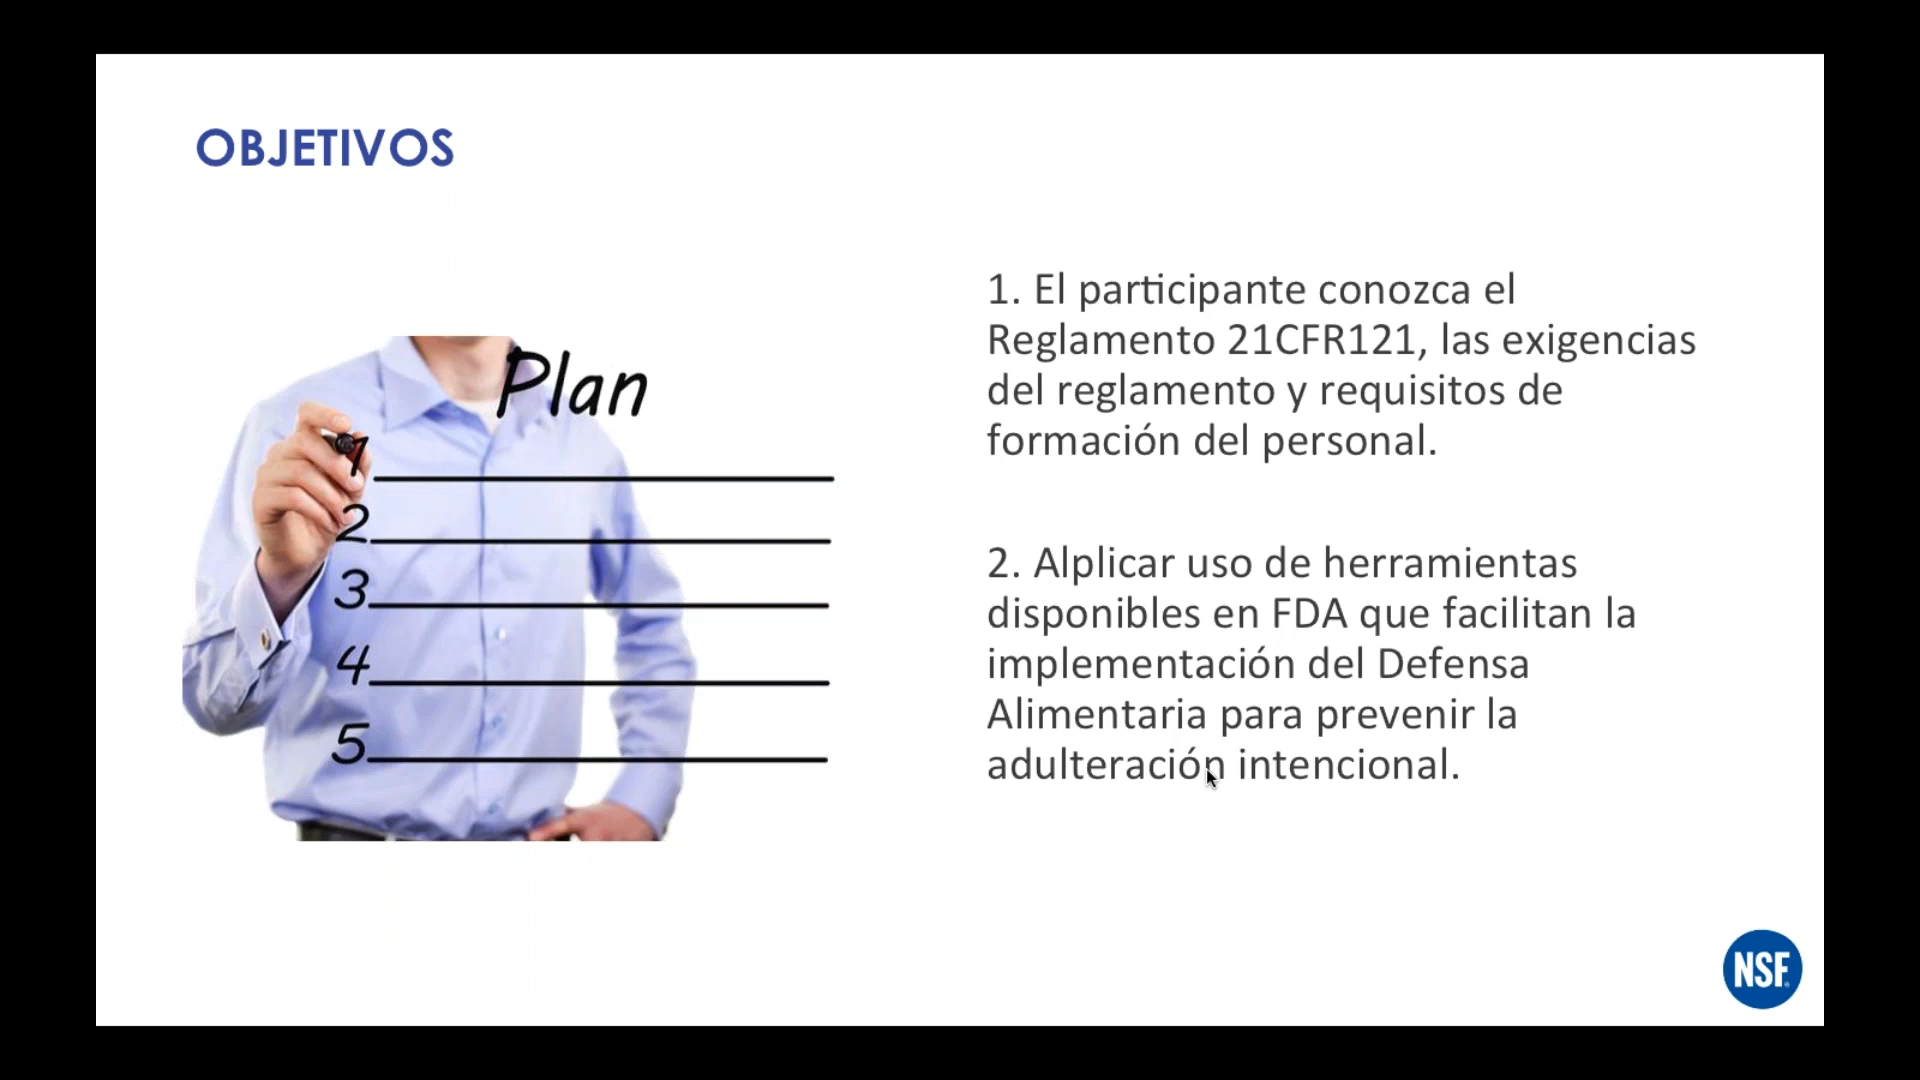 OBJETIVOS
Plan
1
2
3
4
5
1. El participante conozca el
Reglamento 21CFR121, las exigencias
del reglamento y requisitos de
formación del personal.
2. Alplicar uso de herramientas
disponibles en FDA que facilitan la
implementación del Defensa
Alimentaria para prevenir la
adulteración intencional.
NSF